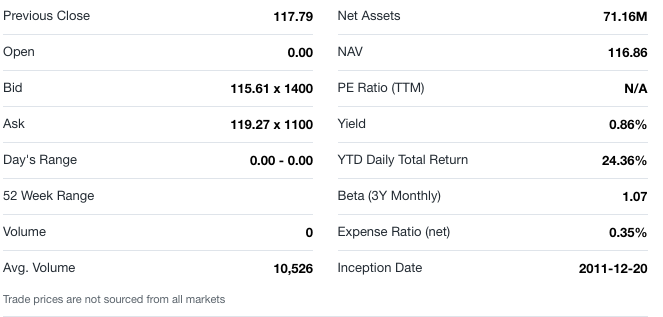 Previous Close 117.79
Open 0.00
Bid 115.61 x 1400
Ask 119.27 x 1100
Day's Range 0.00 - 0.00
52 Week Range
Volume 0
Avg. Volume 10,526
Trade prices are not sourced from all markets
Net Assets 71.16M
NAV 116.86
PE Ratio (TTM) N/A
Yield 0.86%
YTD Daily Total Return 24.36%
Beta (3Y Monthly) 1.07
Expense Ratio (net) 0.35%
Inception Date 2011-12-20